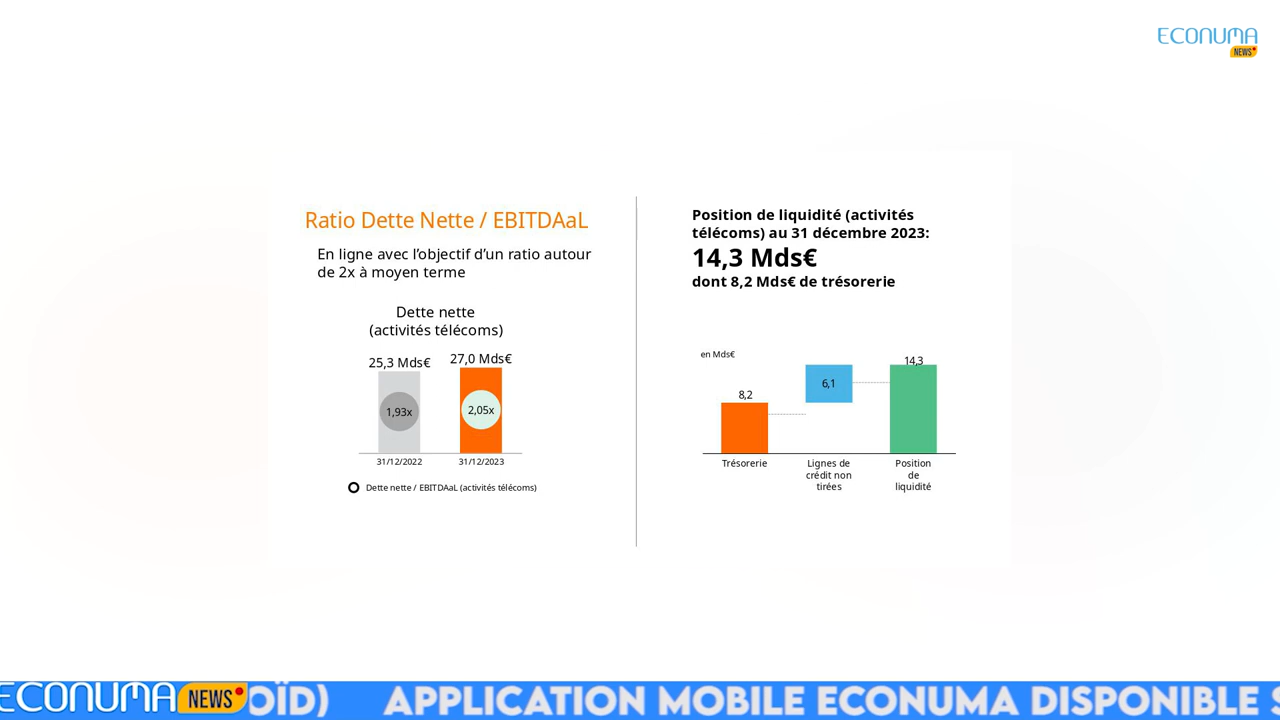 ECONUMA
NEWS
Ratio Dette Nette / EBITDAaL
En ligne avec l’objectif d’un ratio autour
de 2x à moyen terme
Dette nette
(activités télécoms)
25,3 Mds€
27,0 Mds€
1,93x
2,05x
31/12/2022
31/12/2023
Dette nette / EBITDAaL (activités télécoms)
Position de liquidité (activités
télécoms) au 31 décembre 2023:
14,3 Mds€
dont 8,2 Mds€ de trésorerie
en Mds€
8,2
6,1
14,3
Trésorerie
Lignes de
crédit non
tirées
Position
de
liquidité
ECONUMA NEWS
OÏD) APPLICATION MOBILE ECONUMA DISPONIBLE S